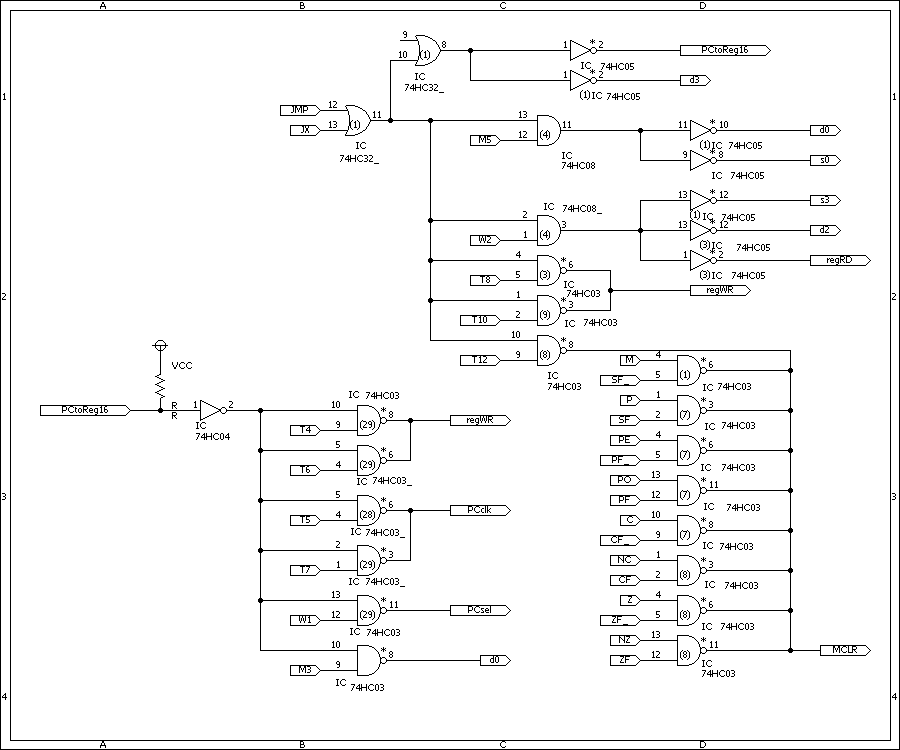 A B C D
9 8 1 * 2 PCtoReg16
10 (1) IC 74HC05
IC 1 * 2 d3
74HC32_ (1)IC 74HC05
1 1
JMP 12 11 13 11 11 * 10 d0
JX 13 (1) M5 12 (4) (1)IC 74HC05
IC IC 9 * 8 s0
74HC32_ 74HC08 IC 74HC05
IC 74HC08_ 13 * 12 s3
2 3 (1)IC 74HC05
W2 1 (4) 13 * 12 d2
(3)IC 74HC05
4 * 6 * 2 regRD
T8 5 (3) IC (3)IC 74HC05
74HC03 regWR
2 2
1 * 3
T10 2 (9) IC 74HC03
10 * 8
T12 9 (8) IC
74HC03
VCC
R
R
PCtoReg16 1 2
IC
74HC04
IC 74HC03
10 * 8 regWR
T4 9 (29)
5 * 6
T6 4 (29)
IC 74HC03_
3 3
5 * 6 PCclk
T5 4 (28)
IC 74HC03_
2 * 3
T7 1 (29)
IC 74HC03_
13 * 11 PCsel
W1 12 (29)
IC 74HC03
10 * 8 d0
M3 9
IC 74HC03
M 4 * 6
SF_ 5 (1)
IC 74HC03
P 1 * 3
SF 2 (7)
IC 74HC03
PE 4 * 6
PF_ 5 (7)
IC 74HC03
PO 13 * 11
PF 12 (7)
IC 74HC03
C 10 * 8
CF_ 9 (7)
IC 74HC03
NC 1 * 3
CF 2 (8)
IC 74HC03
Z 4 * 6
ZF_ 5 (8)
IC 74HC03
NZ 13 * 11 MCLR
ZF 12 (8)
IC
74HC03
4 4
A B C D